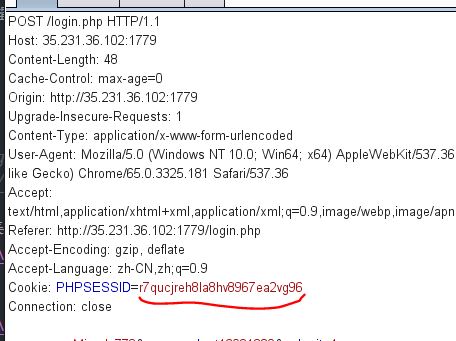 POST /login.php HTTP/1.1
Host: 35.231.36.102:1779
Content-Length: 48
Cache-Control: max-age=0
Origin: http://35.231.36.102:1779
Upgrade-Insecure-Requests: 1
Content-Type: application/x-www-form-urlencoded
User-Agent: Mozilla/5.0 (Windows NT 10.0; Win64; x64) AppleWebKit/537.36
like Gecko) Chrome/65.0.3325.181 Safari/537.36
Accept:
text/html,application/xhtml+xml,application/xml;q=0.9,image/webp,image/apn
Referer: http://35.231.36.102:1779/login.php
Accept-Encoding: gzip, deflate
Accept-Language: zh-CN,zh;q=0.9
Cookie: PHPSESSID=r7qucjreh8la8hv8967ea2vg96
Connection: close